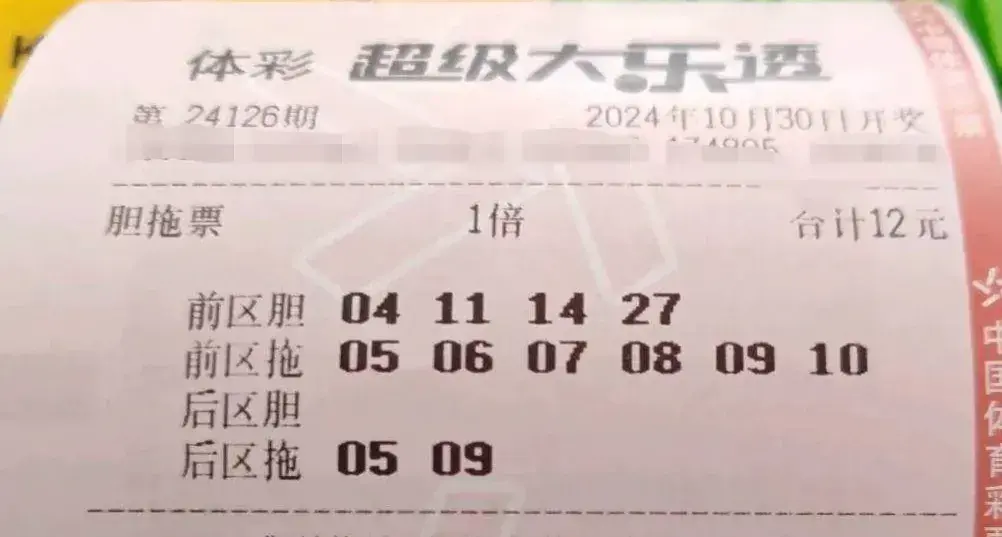 体彩 超级大乐透
第 24126期 2024年10月30日开奖
胆拖票 1倍 合计12元
前区胆 04 11 14 27
前区拖 05 06 07 08 09 10
后区胆
后区拖 05 09
中国体育彩